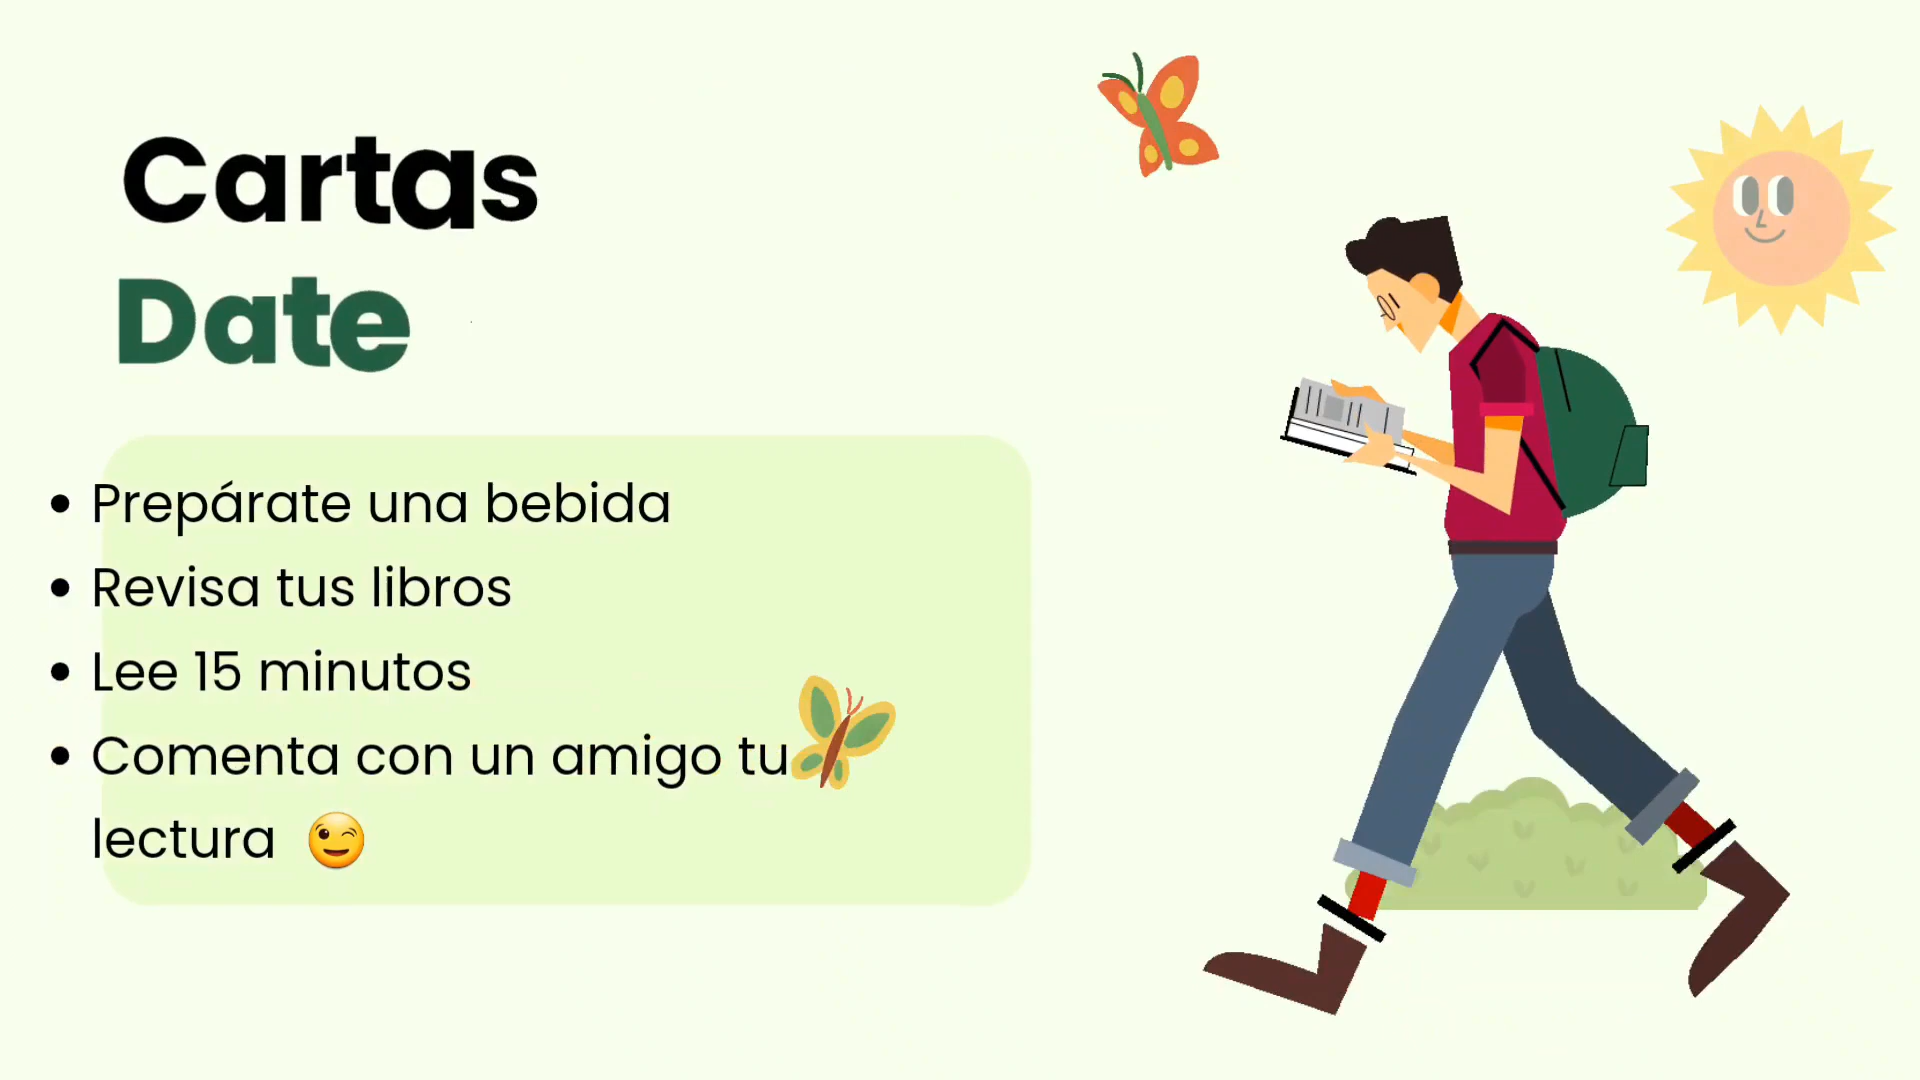 Cartas
Date
• Prepárate una bebida
• Revisa tus libros
• Lee 15 minutos
• Comenta con un amigo tu
lectura 😉